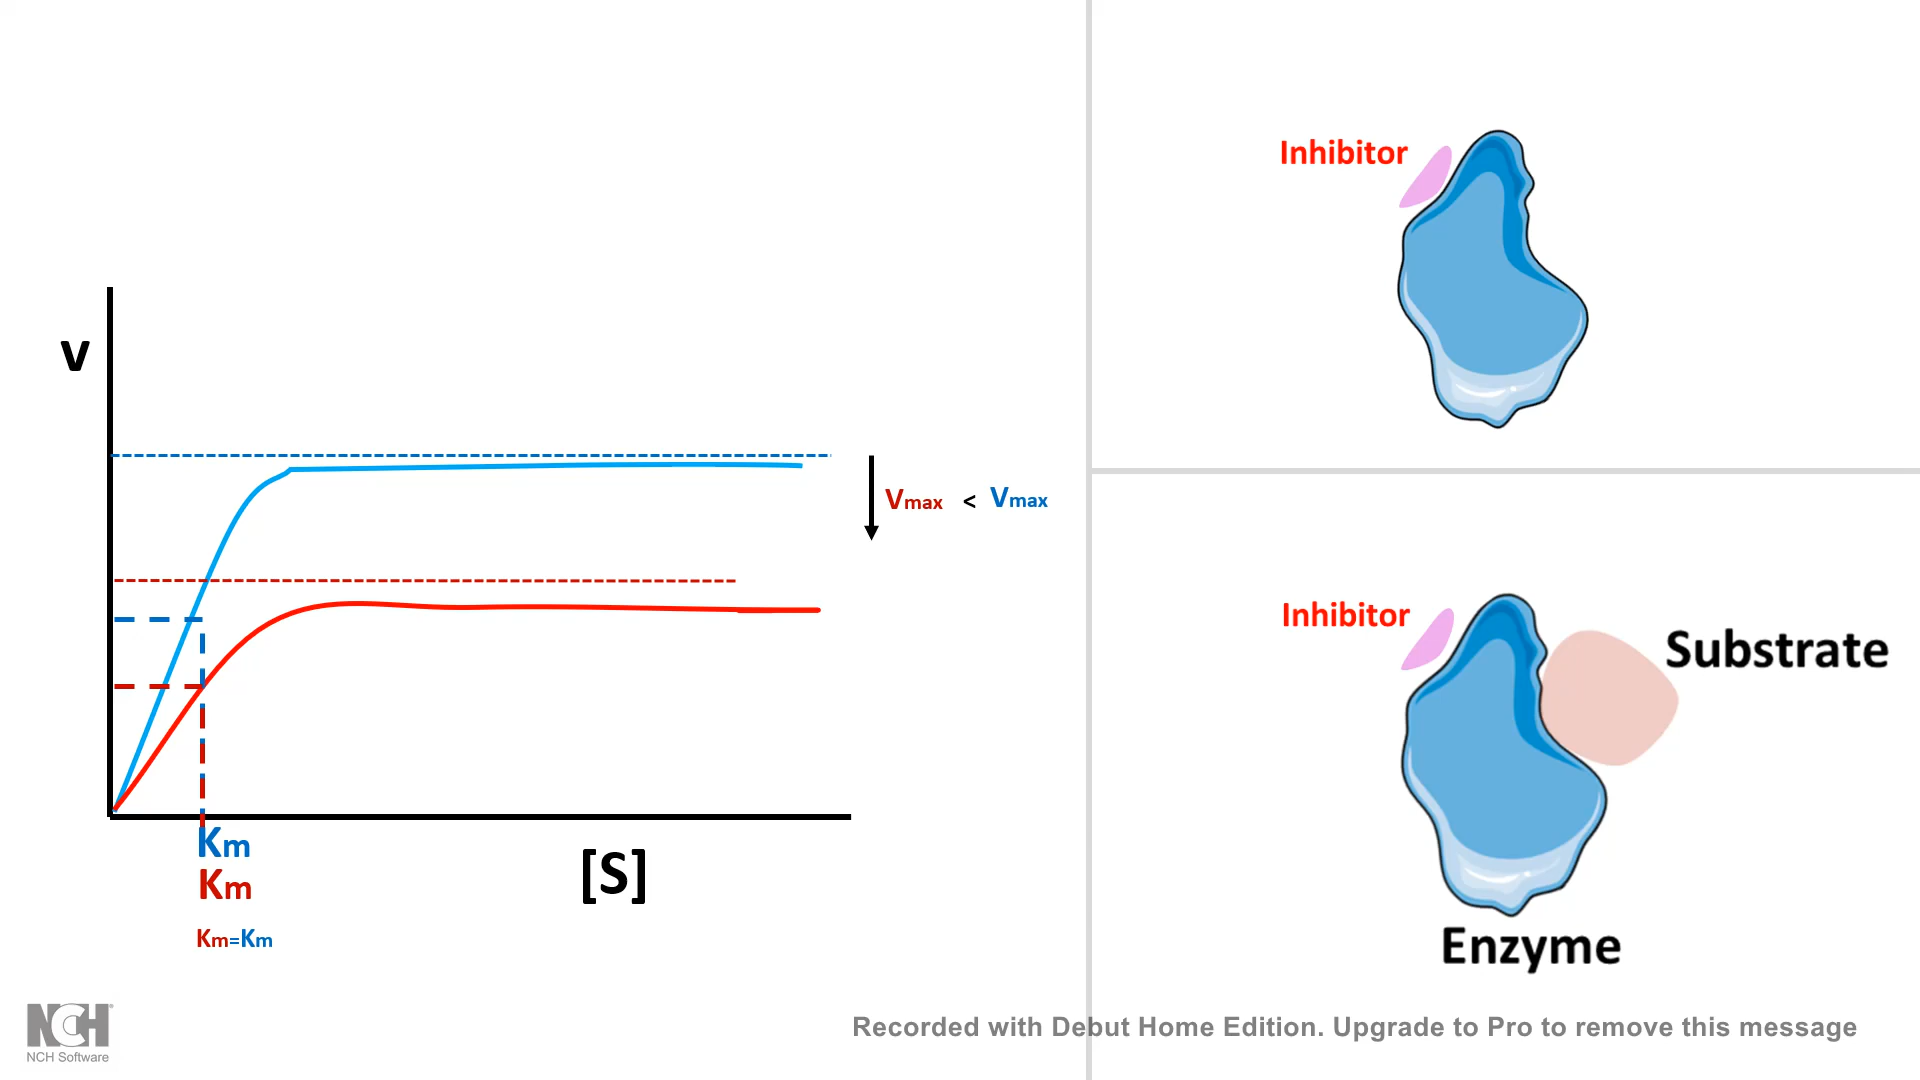 v
Vmax < Vmax
Km
Km
Km=Km
[S]
Inhibitor
Inhibitor
Substrate
Enzyme
NCH
NCH Software
Recorded with Debut Home Edition. Upgrade to Pro to remove this message